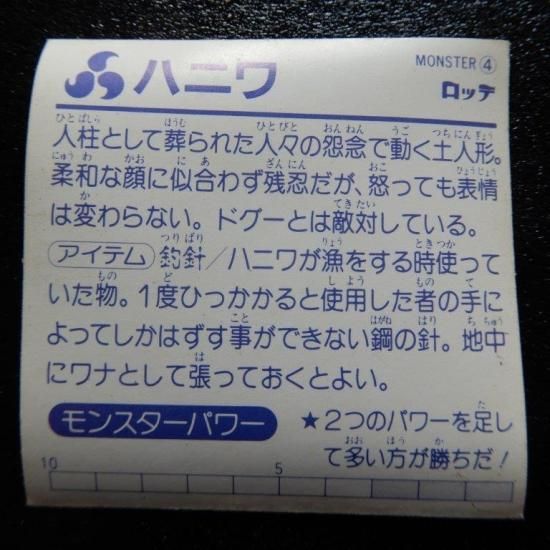 ハニワ
MONSTER④
ロッテ
人柱として葬られた人々の怨念で動く土人形。
柔和な顔に似合わず残忍だが、怒っても表情
は変わらない。ドグーとは敵対している。
アイテム 釣針/ハニワが漁をする時使って
いた物。1度ひっかかると使用した者の手に
よってしかはずす事ができない鋼の針。地中
にワナとして張っておくとよい。
モンスターパワー
★2つのパワーを足し
て多い方が勝ちだ!
10 5